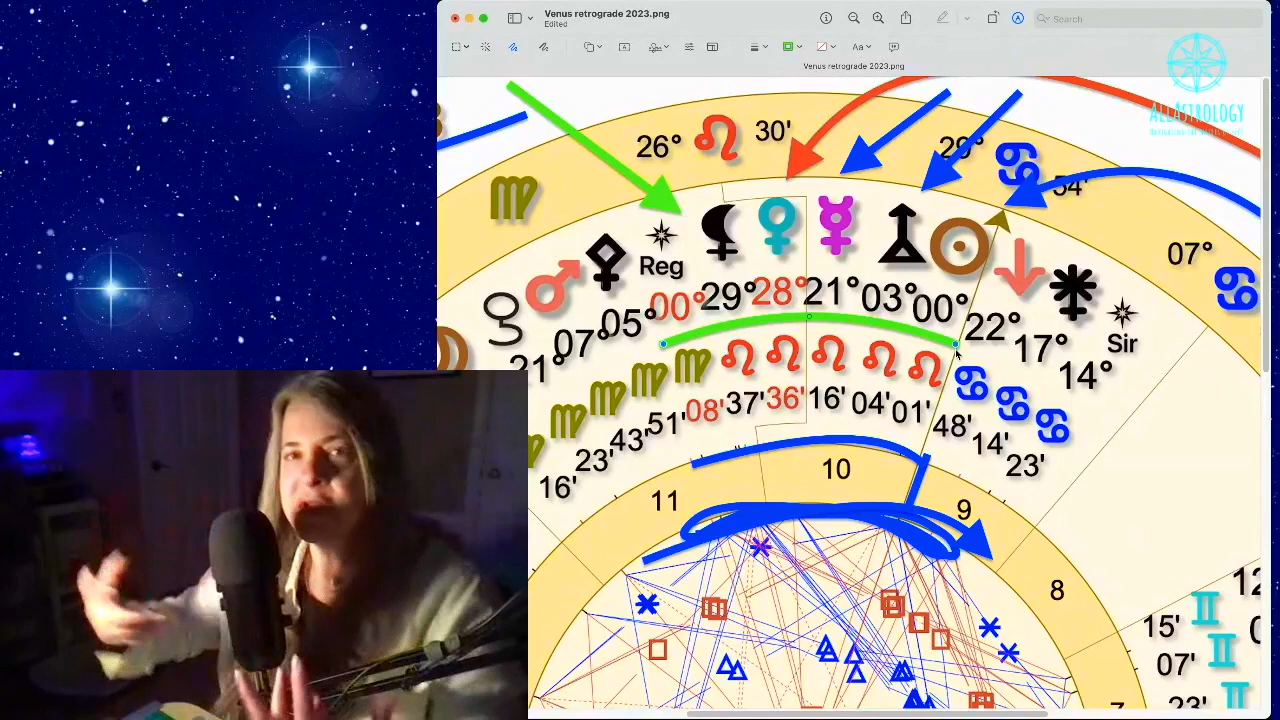 Venus retrograde 2023.png
Edited
Search
Aa
Venus retrograde 2023.png
ALLASTROLOGY
26° ♌ 30'
29° ♋ 54'
07° ♋
♍
Reg
Sir
21° 07° 05° 00° 29° 28° 21° 03° 00° 22° 17° 14°
♍ ♍ ♍ ♍ ♍ ♌ ♌ ♌ ♌ ♌ ♋ ♋ ♋
16' 23' 43' 51' 08' 37' 36' 16' 04' 01' 48' 14' 23'
11
10
9
8
7
12
15' ♊
07' ♊
23' ♊